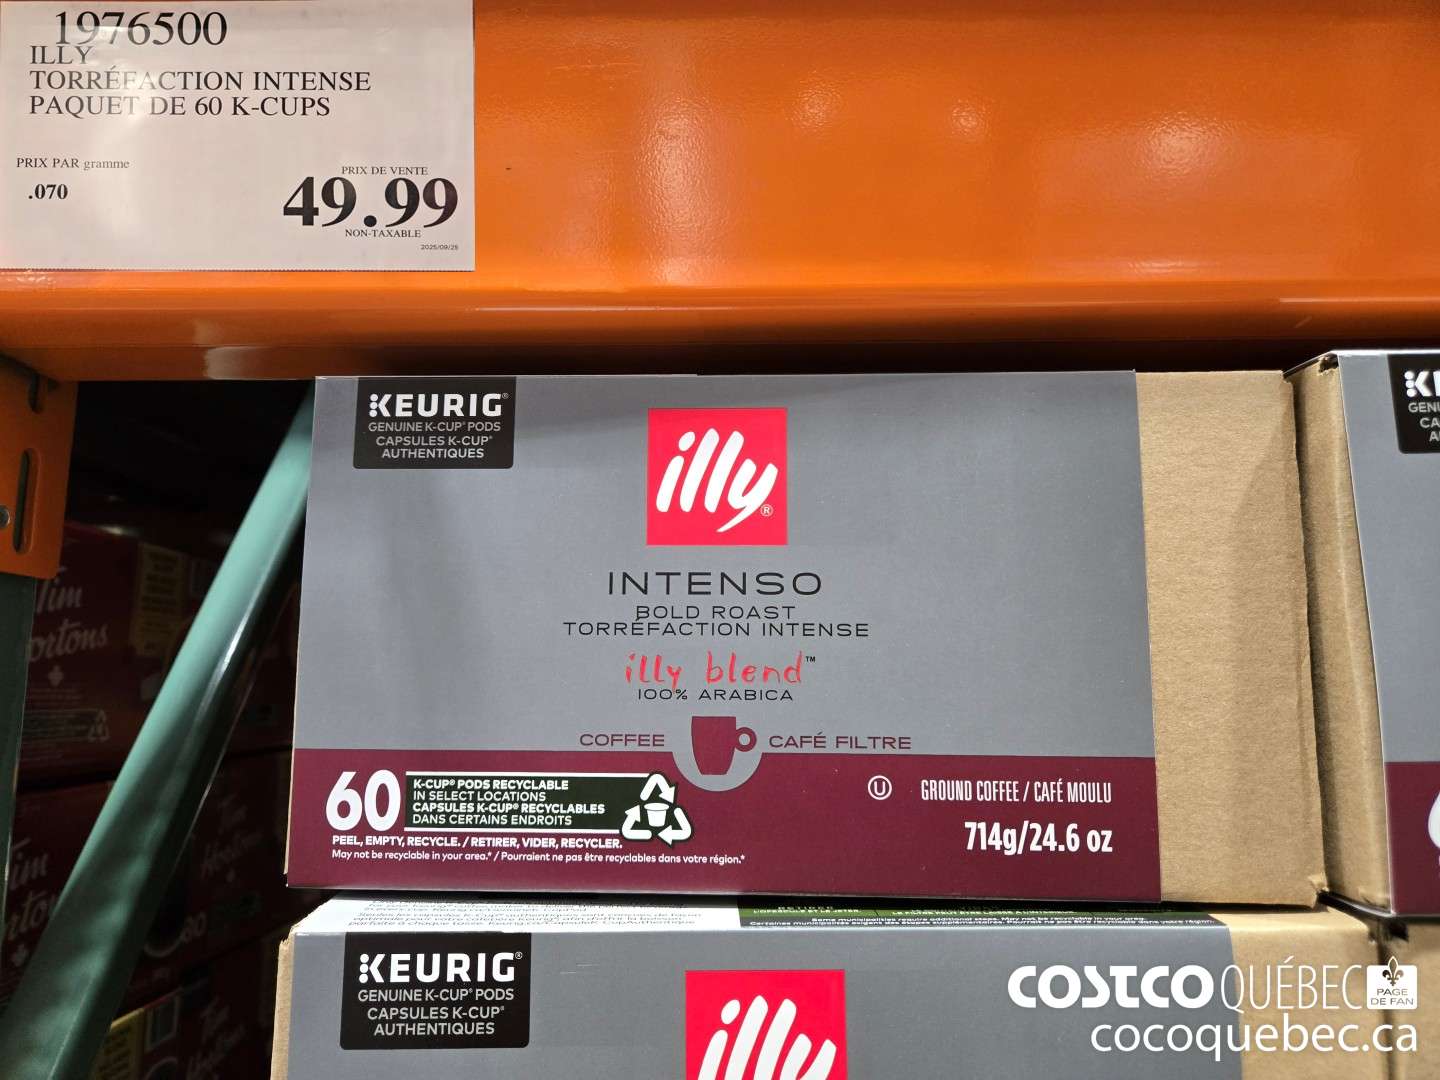 1976500
ILLY
TORRÉFACTION INTENSE
PAQUET DE 60 K-CUPS
PRIX PAR gramme
.070
PRIX DE VENTE
49.99
NON-TAXABLE
2025/09/25
KEURIG®
GENUINE K-CUP® PODS
CAPSULES K-CUP®
AUTHENTIQUES
illy®
INTENSO
BOLD ROAST
TORRÉFACTION INTENSE
illy blend™
100% ARABICA
COFFEE CAFÉ FILTRE
60
K-CUP® PODS RECYCLABLE
IN SELECT LOCATIONS
CAPSULES K-CUP® RECYCLABLES
DANS CERTAINS ENDROITS
PEEL, EMPTY, RECYCLE. / RETIRER, VIDER, RECYCLER.
May not be recyclable in your area.* / Pourraient ne pas être recyclables dans votre région.*
U GROUND COFFEE / CAFÉ MOULU
714g/24.6 oz
Tim
Hortons
KEURIG®
GENUINE K-CUP® PODS
CAPSULES K-CUP®
AUTHENTIQUES
illy
COSTCO QUÉBEC PAGE
DE FAN
cocoquebec.ca